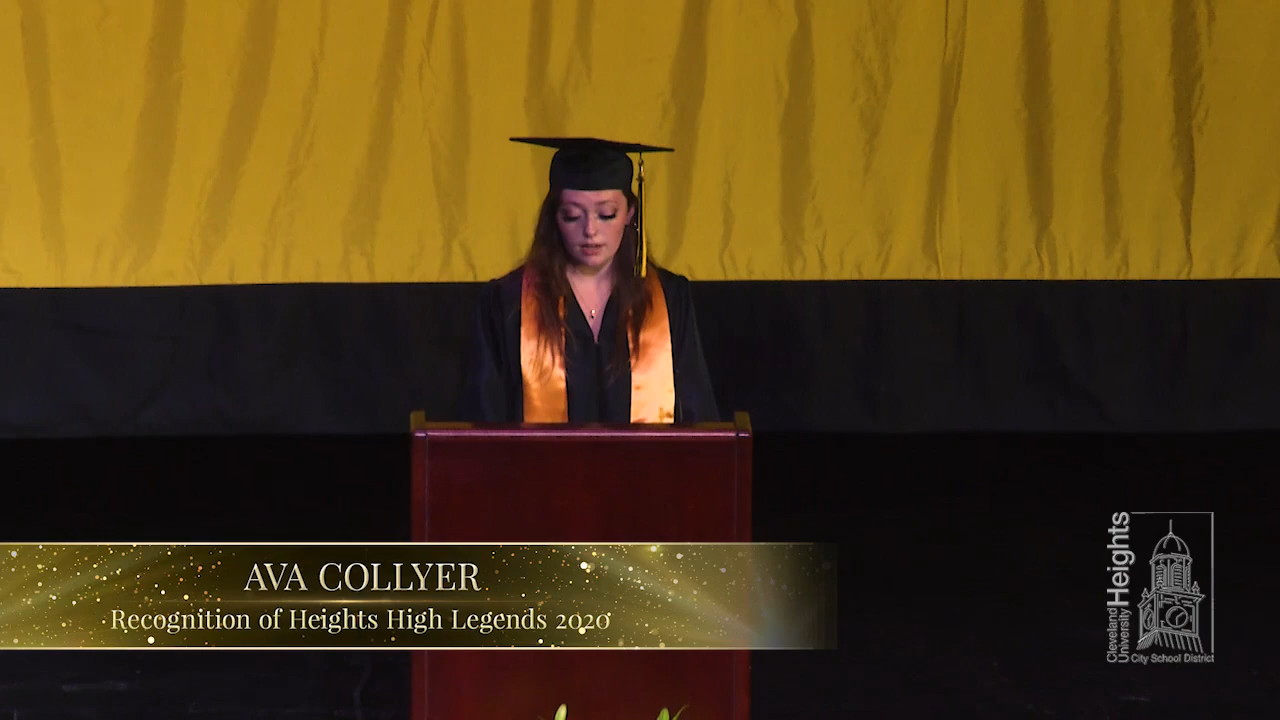 AVA COLLYER
Recognition of Heights High Legends 2020
Cleveland
University
Heights
City School District